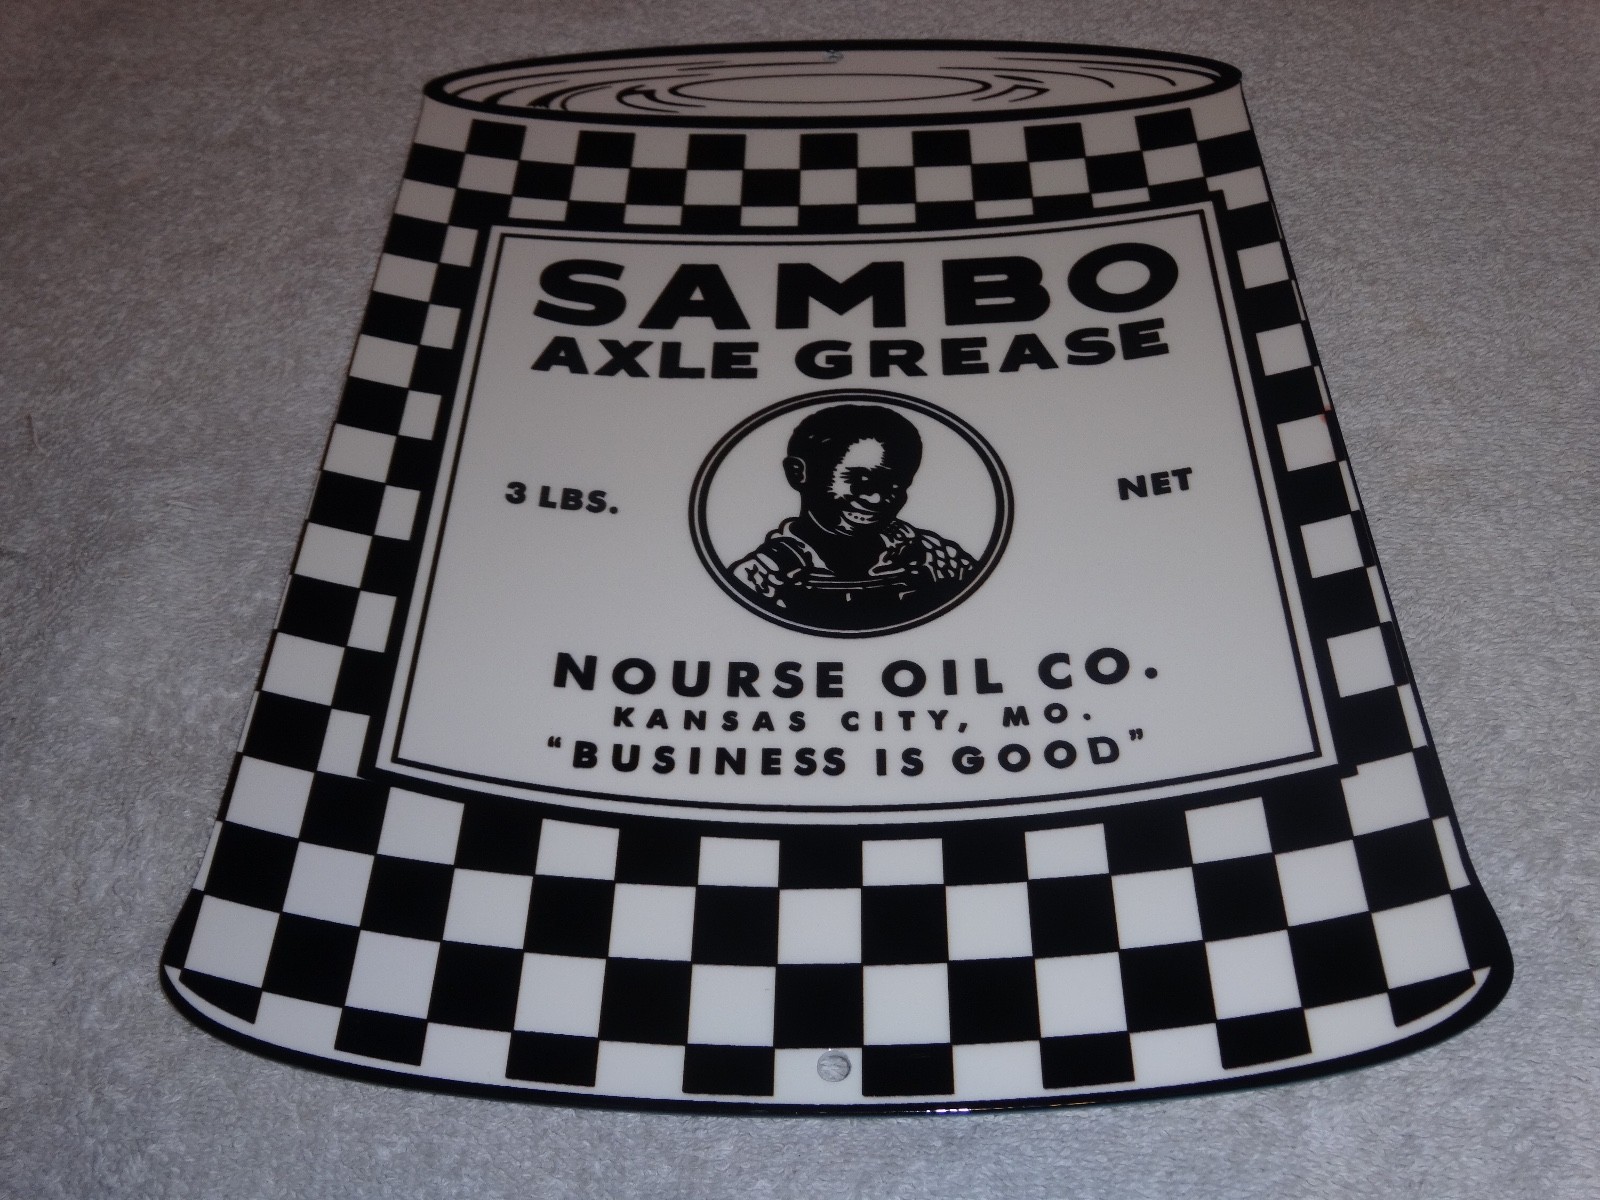 SAMBO
AXLE GREASE
3 LBS. NET
NOURSE OIL CO.
KANSAS CITY, MO.
"BUSINESS IS GOOD"